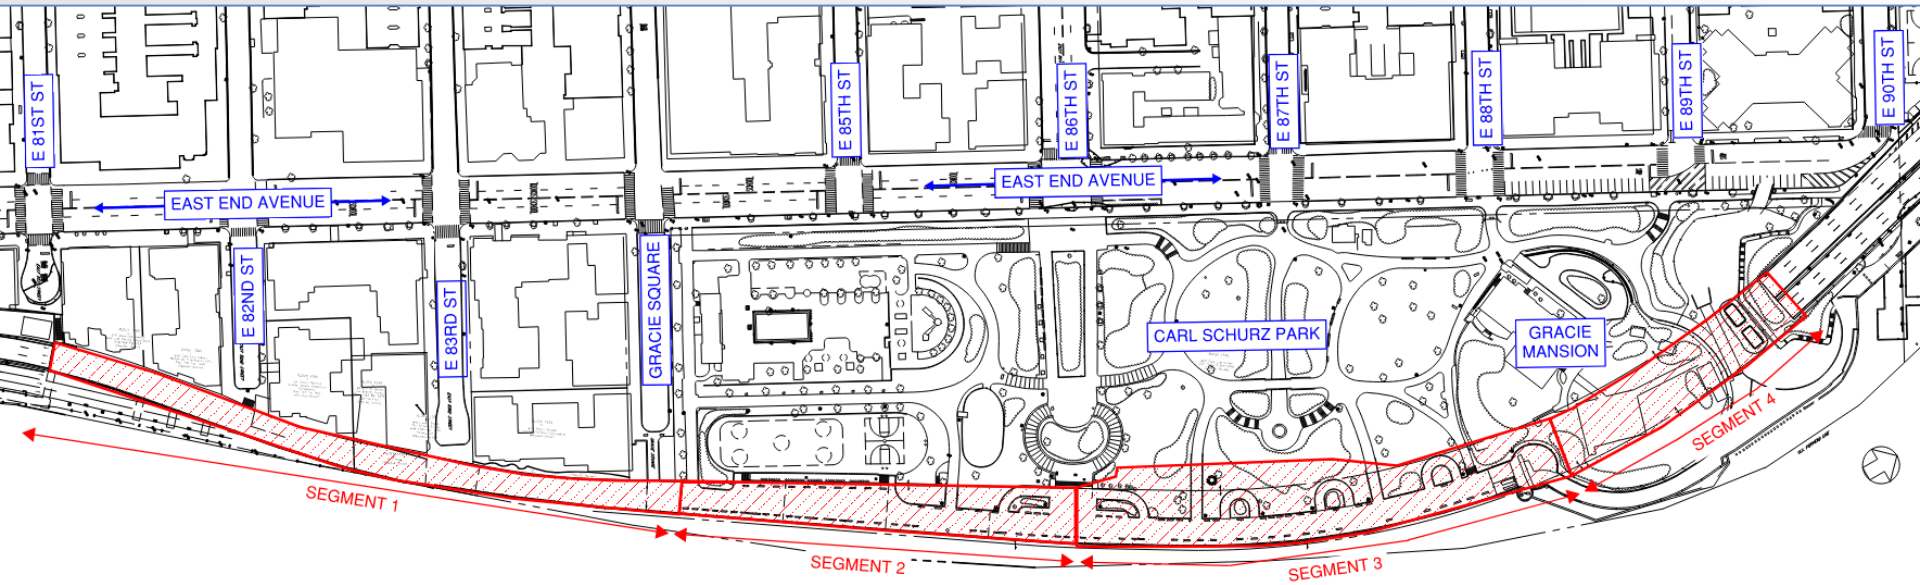 E 81ST ST
E 85TH ST
E 86TH ST
E 87TH ST
E 88TH ST
E 89TH ST
E 90TH ST
EAST END AVENUE
EAST END AVENUE
E 82ND ST
E 83RD ST
GRACIE SQUARE
CARL SCHURZ PARK
GRACIE
MANSION
SEGMENT 1
SEGMENT 2
SEGMENT 3
SEGMENT 4